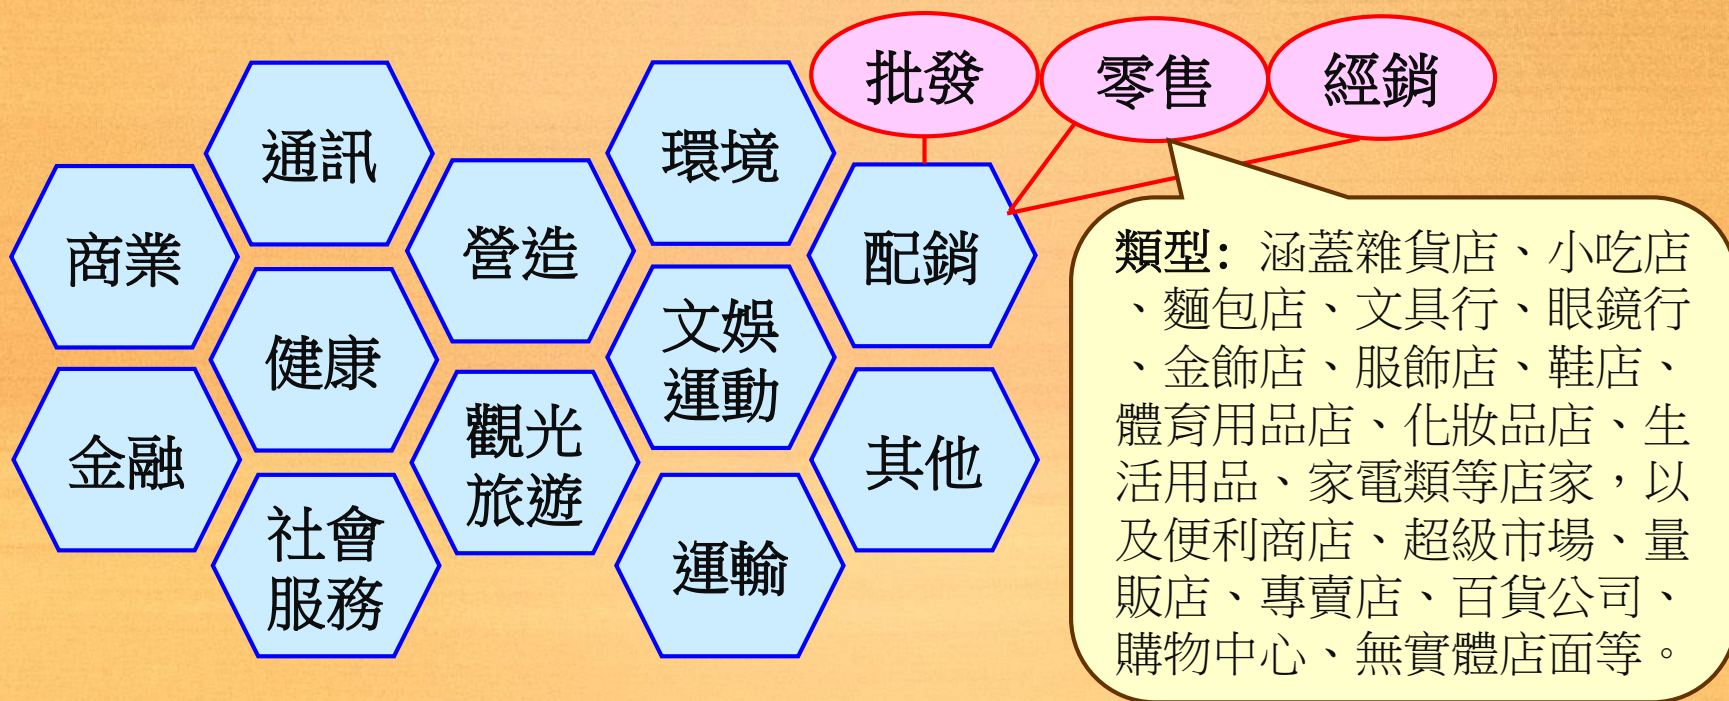 批發
零售
經銷
通訊
環境
商業
營造
配銷
健康
文娛
運動
金融
觀光
旅遊
其他
社會
服務
運輸
類型: 涵蓋雜貨店、小吃店
、麵包店、文具行、眼鏡行
、金飾店、服飾店、鞋店、
體育用品店、化妝品店、生
活用品、家電類等店家，以
及便利商店、超級市場、量
販店、專賣店、百貨公司、
購物中心、無實體店面等。